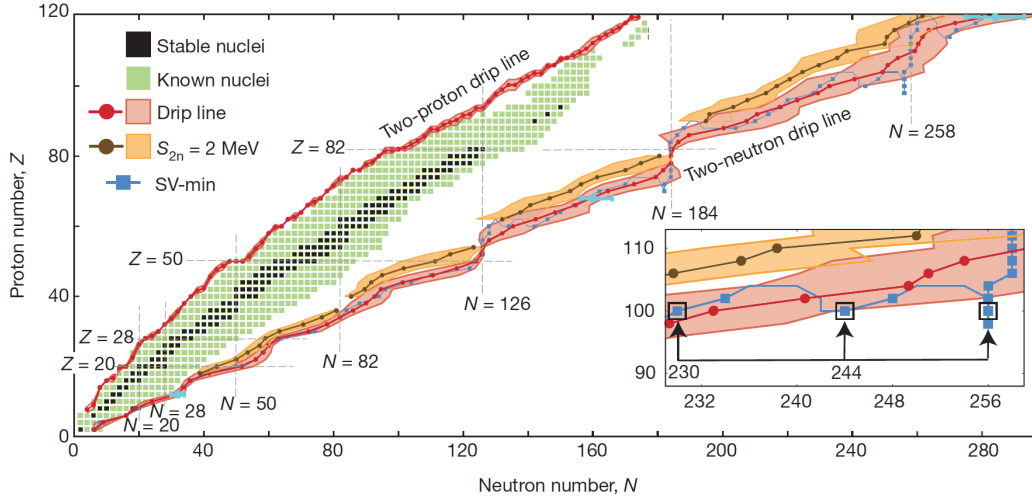 120
80
40
0
Proton number, Z
Stable nuclei
Known nuclei
Drip line
S2n = 2 MeV
SV-min
Two-proton drip line
Two-neutron drip line
Z = 82
Z = 50
Z = 28
Z = 20
N = 20
N = 28
N = 50
N = 82
N = 126
N = 184
N = 258
110
100
90
230
244
256
232
240
248
256
0
40
80
120
160
200
240
280
Neutron number, N